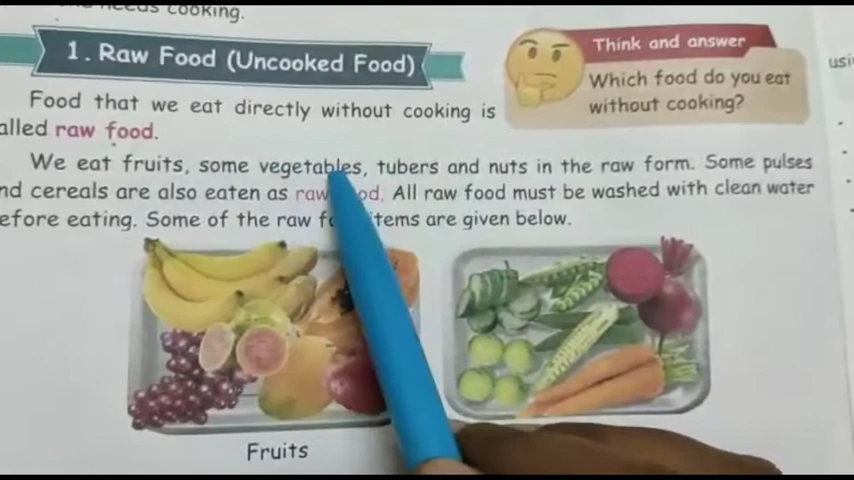 needs cooking.
1. Raw Food (Uncooked Food)
Think and answer
Which food do you eat
without cooking?
Food that we eat directly without cooking is
alled raw food.
We eat fruits, some vegetables, tubers and nuts in the raw form. Some pulses
nd cereals are also eaten as raw food. All raw food must be washed with clean water
efore eating. Some of the raw items are given below.
Fruits